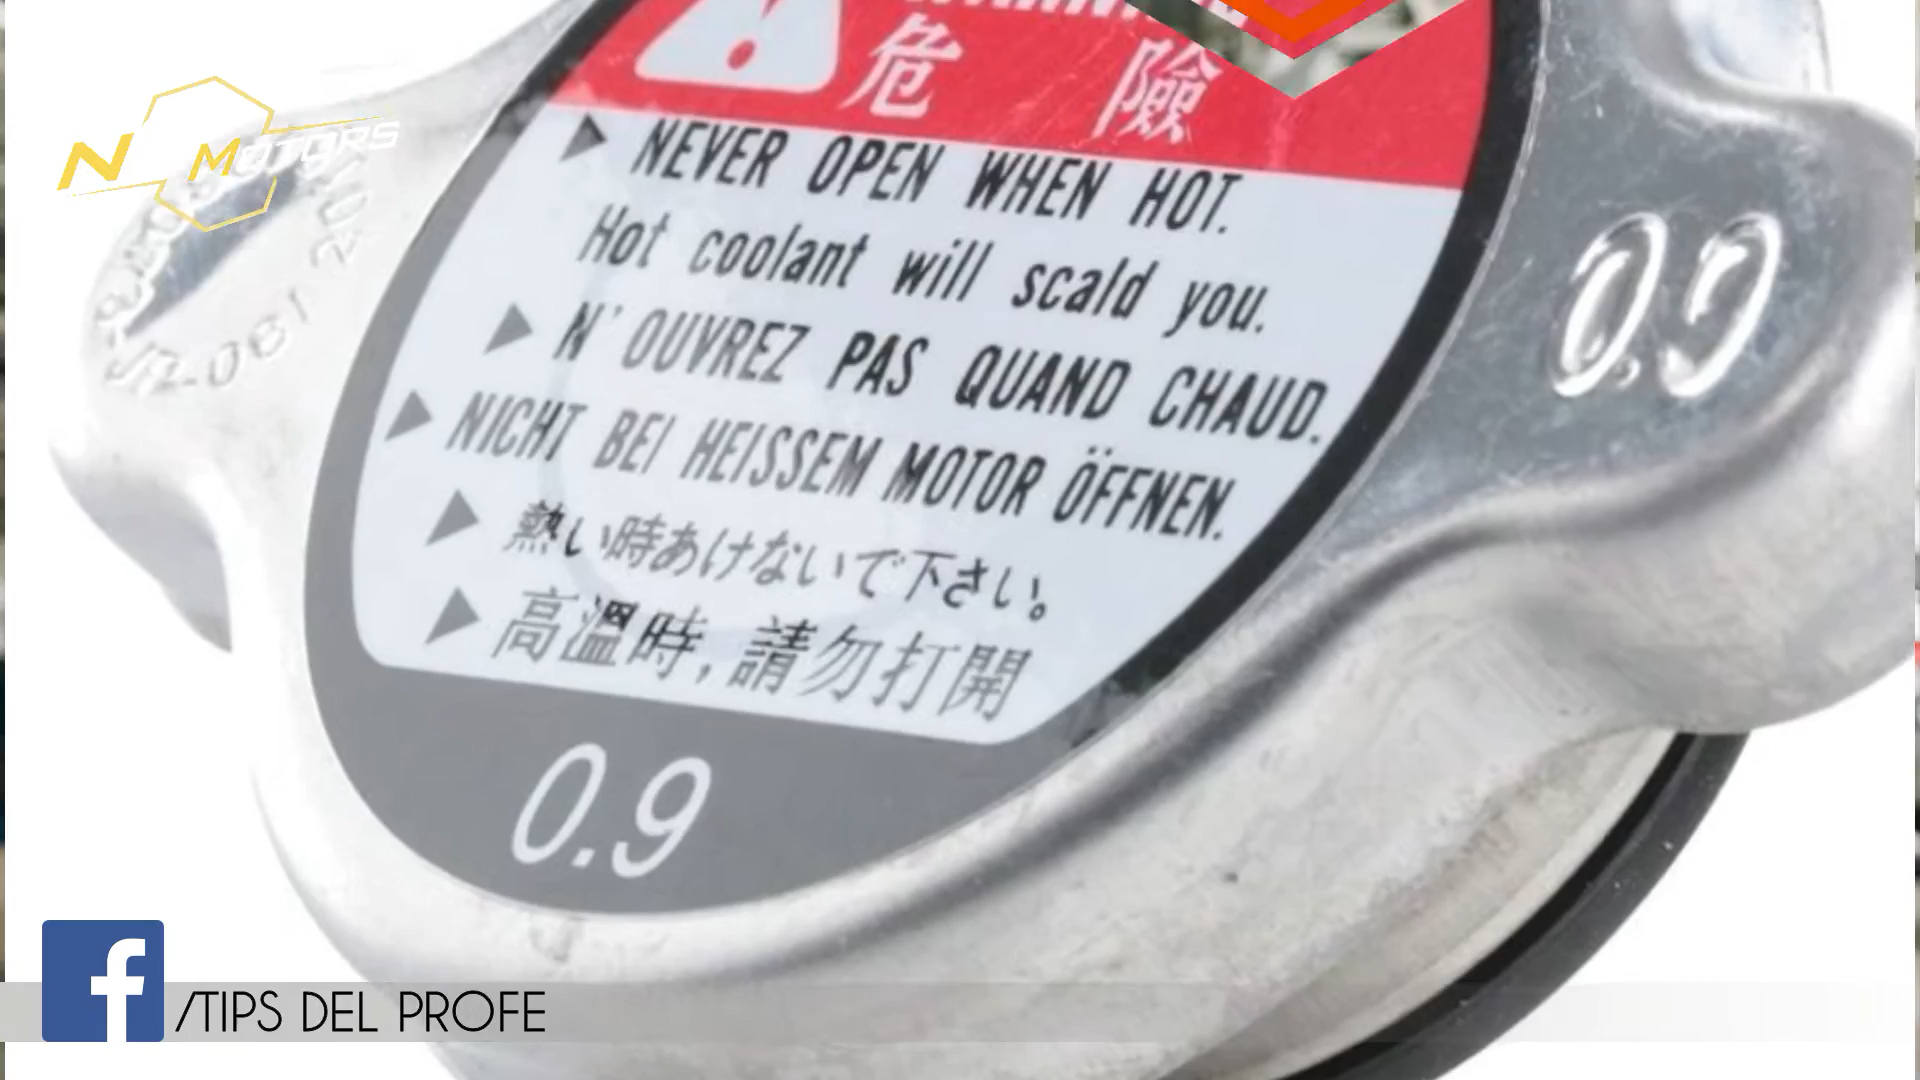 危 險
NEVER OPEN WHEN HOT.
Hot coolant will scald you.
N'OUVREZ PAS QUAND CHAUD.
NICHT BEI HEISSEM MOTOR ÖFFNEN.
熱い時あけないで下さい。
高溫時,請勿打開
0.9
0.9
N MOTORS
/TIPS DEL PROFE